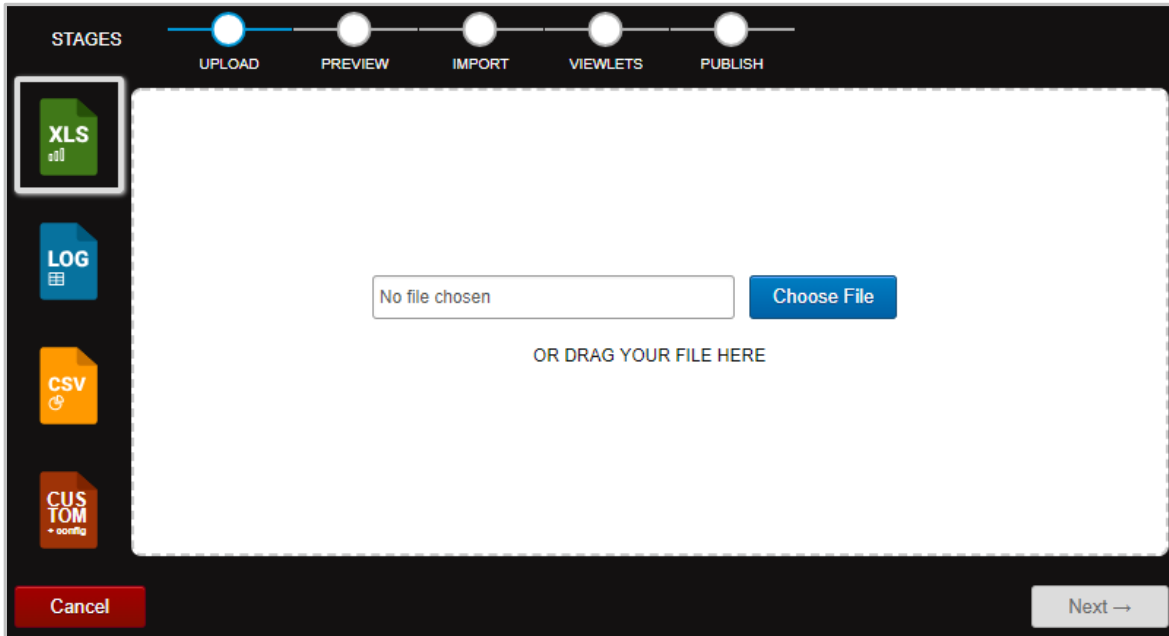 STAGES
UPLOAD PREVIEW IMPORT VIEWLETS PUBLISH
XLS
LOG
CSV
CUS
TOM
+ config
No file chosen Choose File
OR DRAG YOUR FILE HERE
Cancel Next →